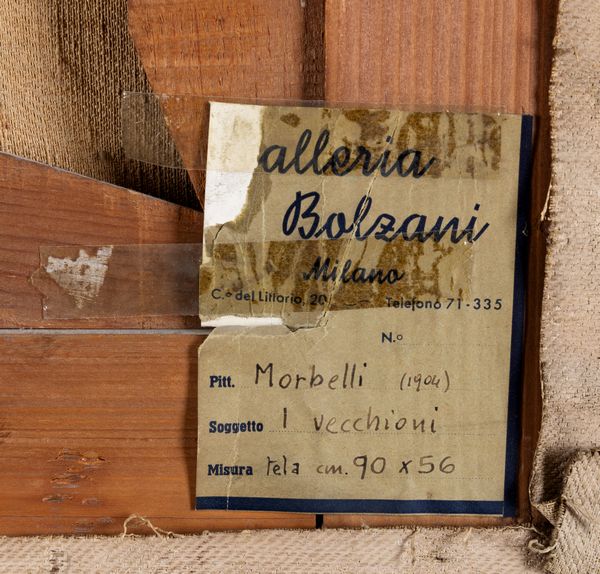 alleria
Bolzani
Milano
C.o del Littorio, 20 — Telefono 71-335
N.o
Pitt. Morbelli (1904)
Soggetto I vecchioni
Misura tela cm. 90 x 56